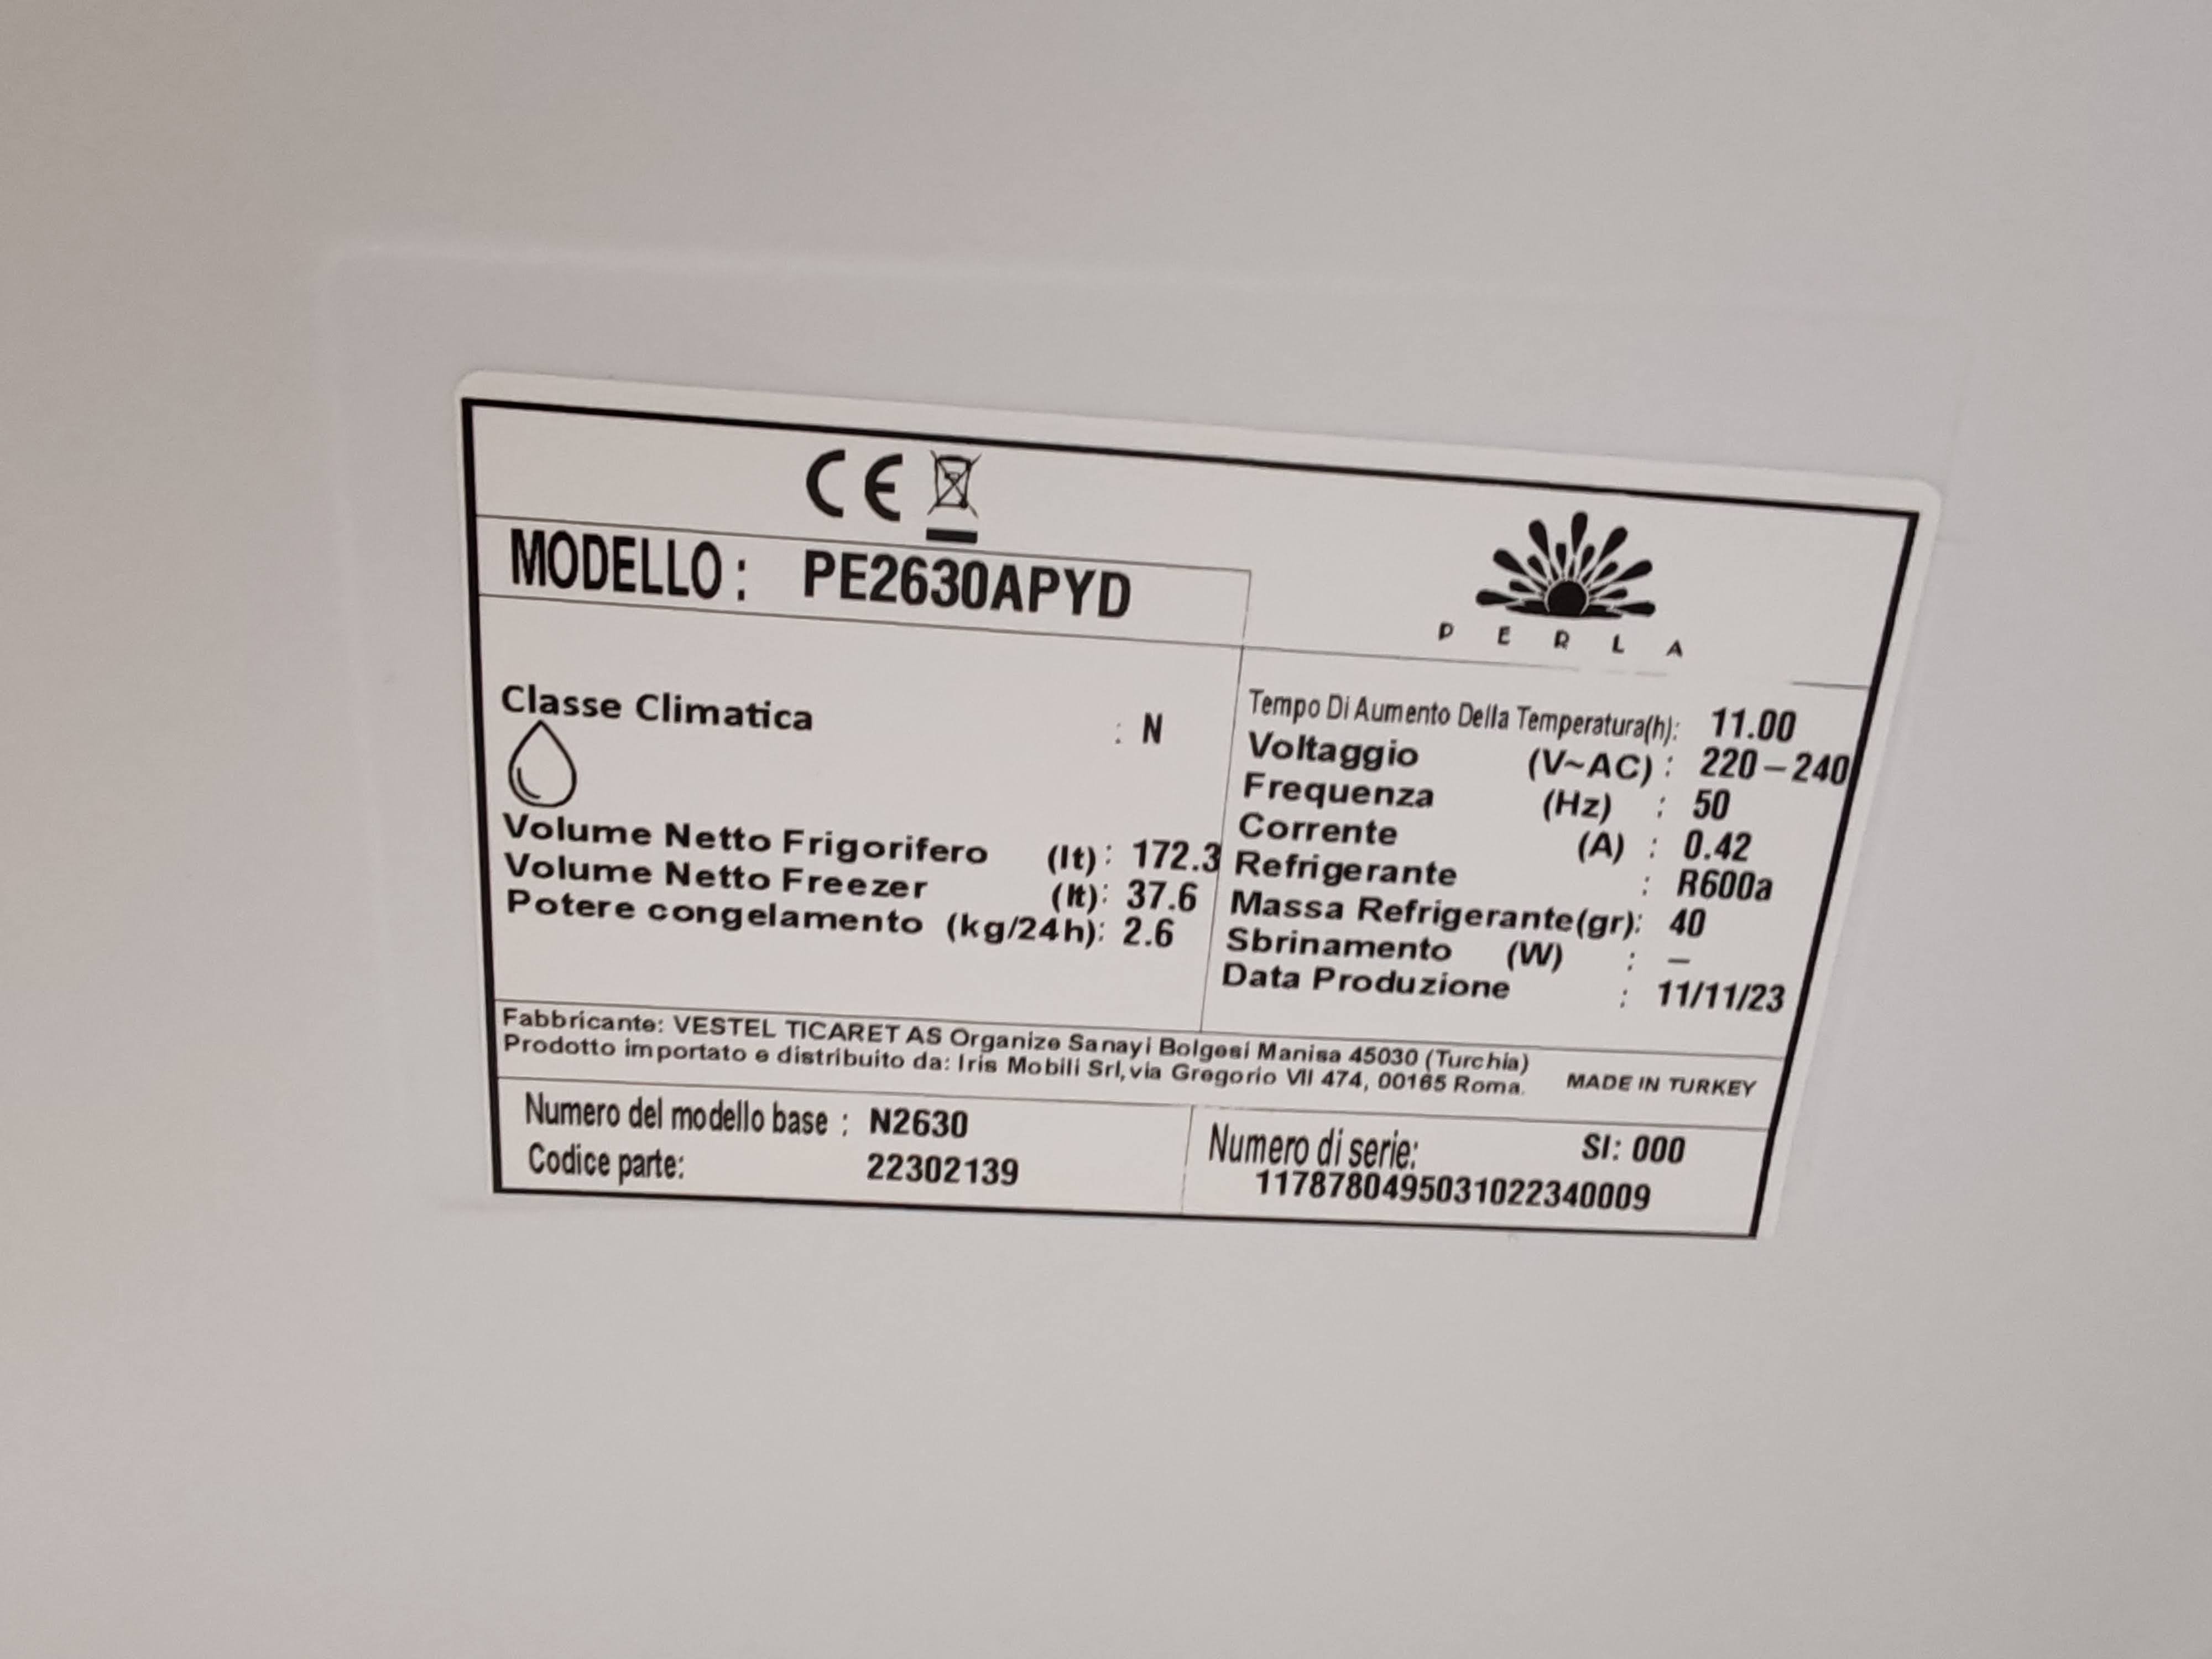 CE
MODELLO : PE2630APYD
PERLA
Classe Climatica : N
Volume Netto Frigorifero (lt) : 172.3
Volume Netto Freezer (lt): 37.6
Potere congelamento (kg/24h): 2.6
Tempo Di Aumento Della Temperatura(h): 11.00
Voltaggio (V~AC) : 220–240
Frequenza (Hz) : 50
Corrente (A) : 0.42
Refrigerante : R600a
Massa Refrigerante(gr): 40
Sbrinamento (W) : –
Data Produzione : 11/11/23
Fabbricante: VESTEL TICARET AS Organize Sanayi Bolgesi Manisa 45030 (Turchia)
Prodotto importato e distribuito da: Iris Mobili Srl, via Gregorio VII 474, 00165 Roma. MADE IN TURKEY
Numero del modello base : N2630
Codice parte: 22302139
Numero di serie: SI: 000
1178780495031022340009